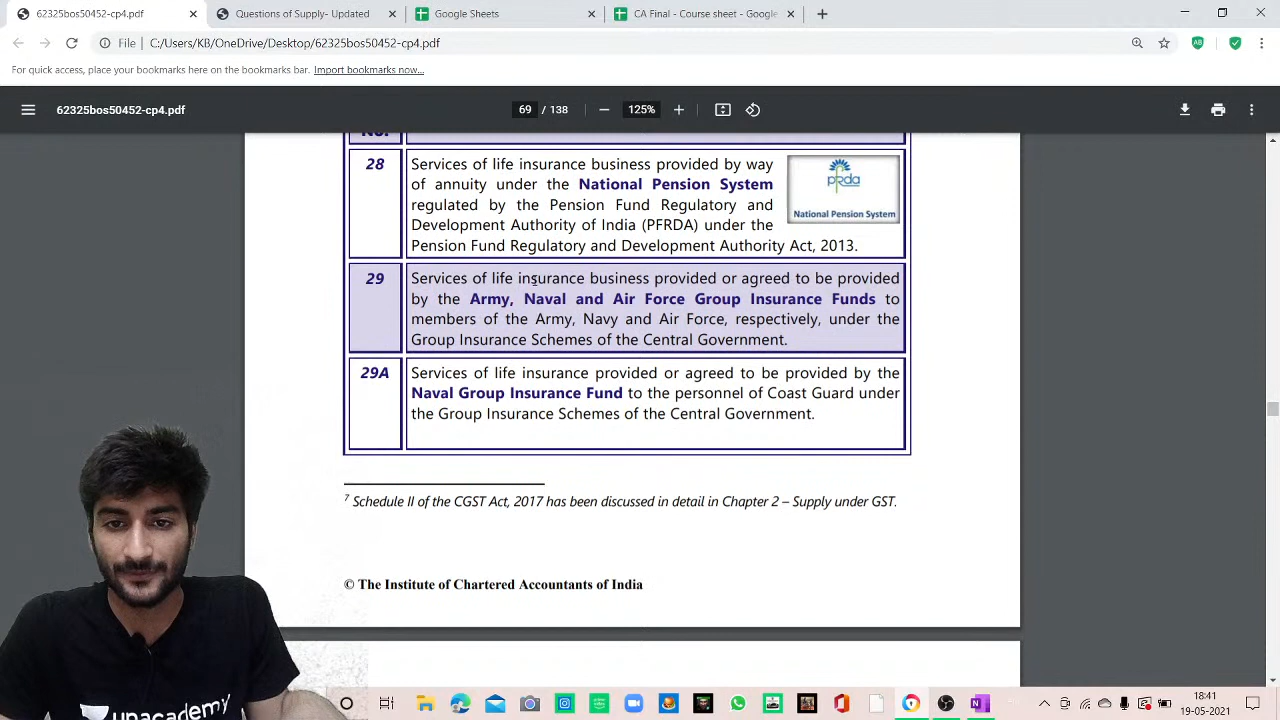 62325bos50452-cp4.pdf
Questions of Supply- Updated
Google Sheets
CA Final - Course sheet - Google
File
C:/Users/KB/OneDrive/Desktop/62325bos50452-cp4.pdf
For quick access, place your bookmarks here on the bookmarks bar. Import bookmarks now...
62325bos50452-cp4.pdf
69 / 138
125%
No.
28
Services of life insurance business provided by way
of annuity under the National Pension System
regulated by the Pension Fund Regulatory and
Development Authority of India (PFRDA) under the
Pension Fund Regulatory and Development Authority Act, 2013.
National Pension System
29
Services of life insurance business provided or agreed to be provided
by the Army, Naval and Air Force Group Insurance Funds to
members of the Army, Navy and Air Force, respectively, under the
Group Insurance Schemes of the Central Government.
29A
Services of life insurance provided or agreed to be provided by the
Naval Group Insurance Fund to the personnel of Coast Guard under
the Group Insurance Schemes of the Central Government.
7 Schedule II of the CGST Act, 2017 has been discussed in detail in Chapter 2 – Supply under GST.
© The Institute of Chartered Accountants of India
unacademy
18:41
19-05-2021